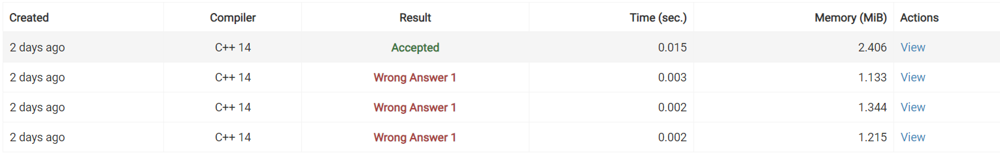 Created Compiler Result Time (sec.) Memory (MiB) Actions
2 days ago C++ 14 Accepted 0.015 2.406 View
2 days ago C++ 14 Wrong Answer 1 0.003 1.133 View
2 days ago C++ 14 Wrong Answer 1 0.002 1.344 View
2 days ago C++ 14 Wrong Answer 1 0.002 1.215 View